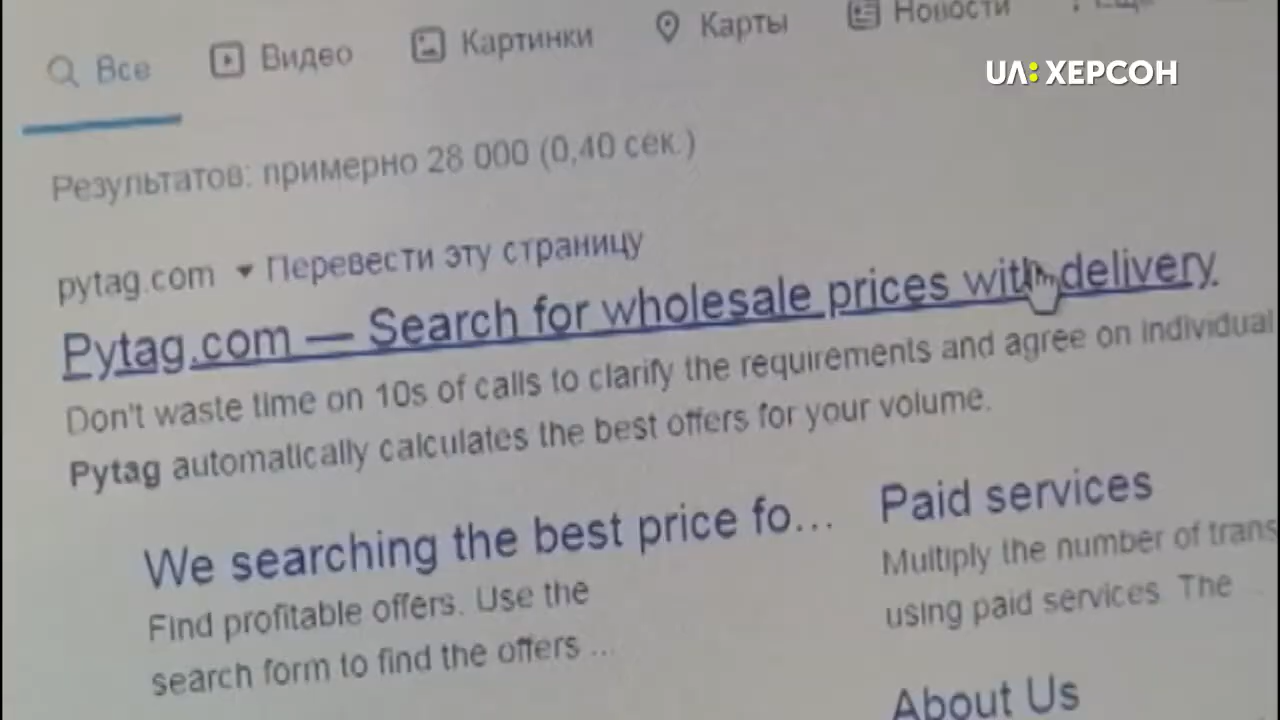 Все Видео Картинки Карты Новости
UA:ХЕРСОН
Результатов: примерно 28 000 (0,40 сек.)
pytag.com Перевести эту страницу
Pytag.com — Search for wholesale prices with delivery.
Don't waste time on 10s of calls to clarify the requirements and agree on individual
Pytag automatically calculates the best offers for your volume.
We searching the best price fo...
Find profitable offers. Use the
search form to find the offers ...
Paid services
Multiply the number of trans
using paid services. The ...
About Us